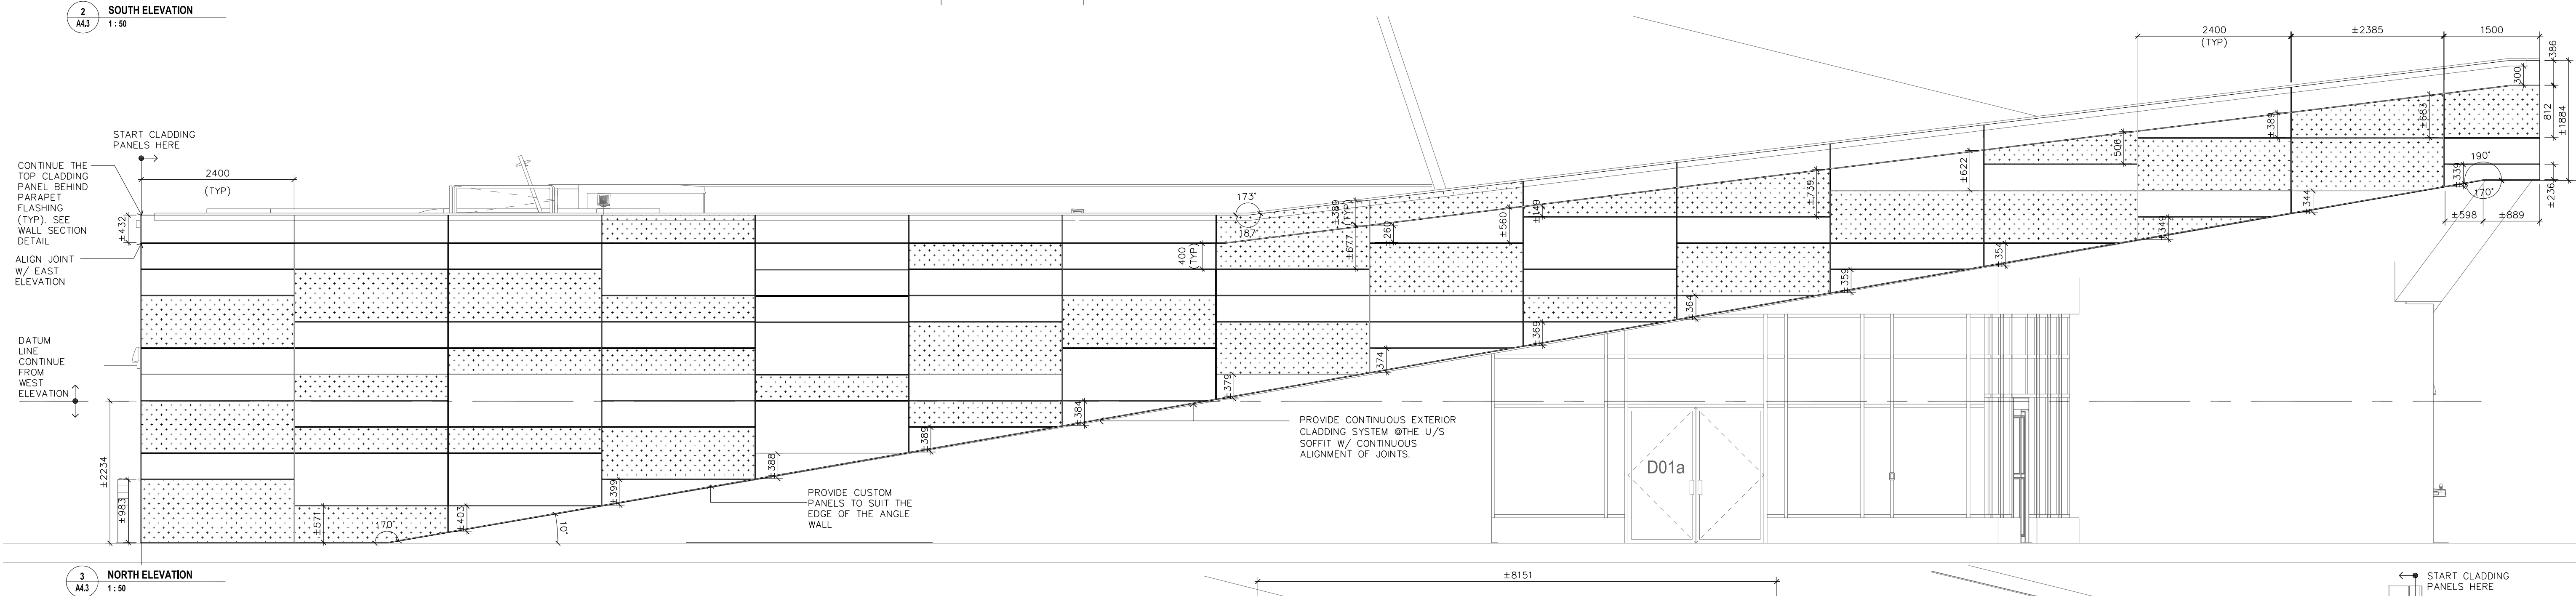 2
A4.3
SOUTH ELEVATION
1 : 50
START CLADDING
PANELS HERE
CONTINUE THE
TOP CLADDING
PANEL BEHIND
PARAPET
FLASHING
(TYP). SEE
WALL SECTION
DETAIL
ALIGN JOINT
W/ EAST
ELEVATION
DATUM
LINE
CONTINUE
FROM
WEST
ELEVATION
2400
(TYP)
±432
±2234
±983
±571
170°
±403
10°
±399
±388
±389
±384
±379
±374
±369
±364
±359
±354
±349
±344
±339
PROVIDE CUSTOM
PANELS TO SUIT THE
EDGE OF THE ANGLE
WALL
PROVIDE CONTINUOUS EXTERIOR
CLADDING SYSTEM @THE U/S
SOFFIT W/ CONTINUOUS
ALIGNMENT OF JOINTS.
173°
187°
400
(TYP)
±389
(TYP)
±677
±260
±560
±149
±739
±622
506
±389
±683
2400
(TYP)
±2385
1500
386
300
812
±1884
±236
190°
170°
±598
±889
D01a
3
A4.3
NORTH ELEVATION
1 : 50
±8151
START CLADDING
PANELS HERE